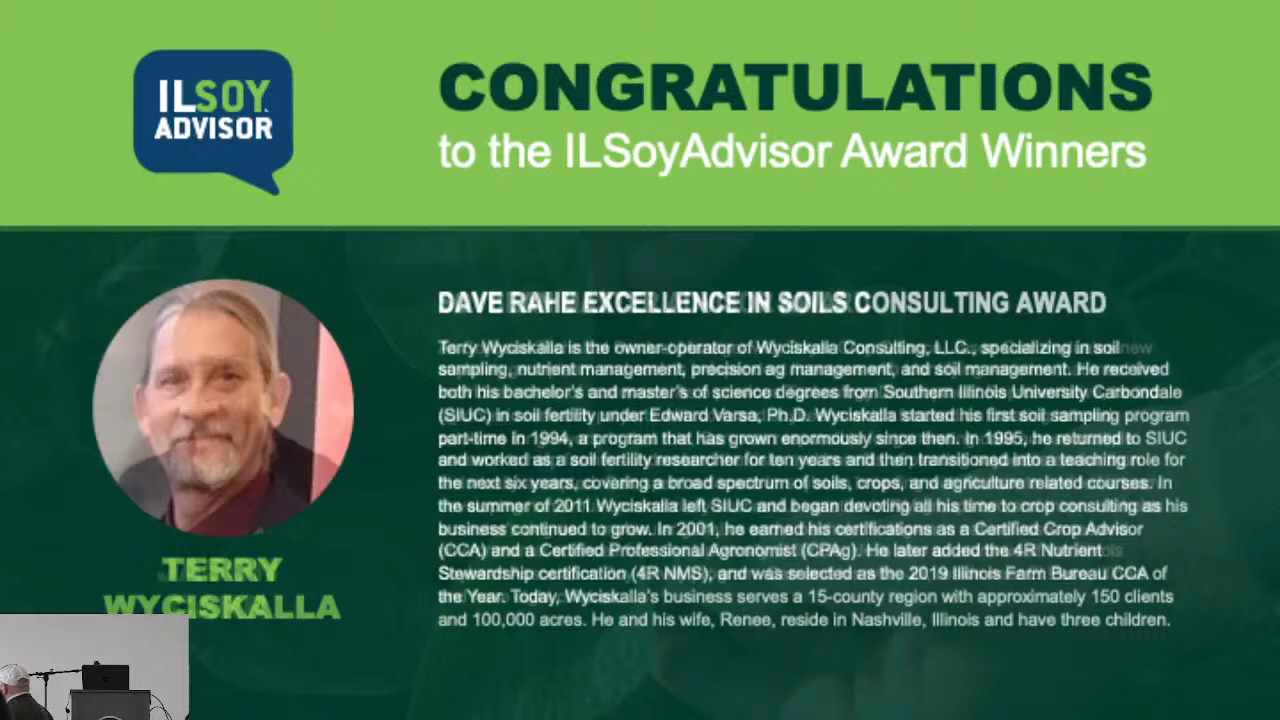 ILSOY
ADVISOR
CONGRATULATIONS
to the ILSoyAdvisor Award Winners
DAVE RAHE EXCELLENCE IN SOILS CONSULTING AWARD
Terry Wyciskalla is the owner-operator of Wyciskalla Consulting, LLC., specializing in soil
sampling, nutrient management, precision ag management, and soil management. He received
both his bachelor's and master's of science degrees from Southern Illinois University Carbondale
(SIUC) in soil fertility under Edward Varsa, Ph.D. Wyciskalla started his first soil sampling program
part-time in 1994, a program that has grown enormously since then. In 1995, he returned to SIUC
and worked as a soil fertility researcher for ten years and then transitioned into a teaching role for
the next six years, covering a broad spectrum of soils, crops, and agriculture related courses. In
the summer of 2011 Wyciskalla left SIUC and began devoting all his time to crop consulting as his
business continued to grow. In 2001, he earned his certifications as a Certified Crop Advisor
(CCA) and a Certified Professional Agronomist (CPAg). He later added the 4R Nutrient
Stewardship certification (4R NMS), and was selected as the 2019 Illinois Farm Bureau CCA of
the Year. Today, Wyciskalla's business serves a 15-county region with approximately 150 clients
and 100,000 acres. He and his wife, Renee, reside in Nashville, Illinois and have three children.
TERRY
WYCISKALLA